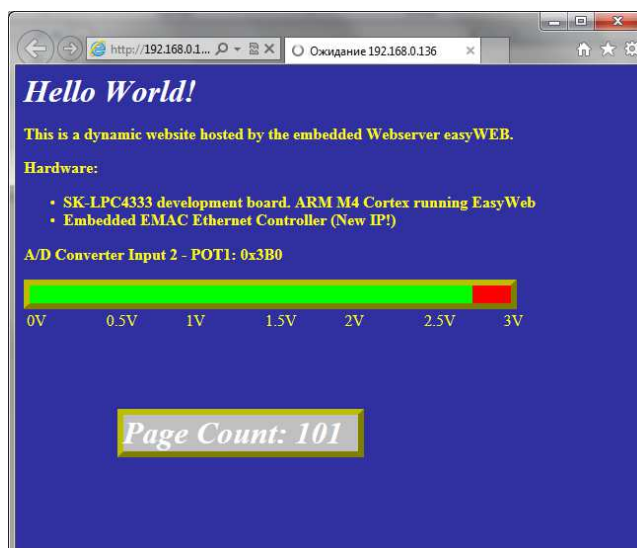 http://192.168.0.1...
Ожидание 192.168.0.136
Hello World!
This is a dynamic website hosted by the embedded Webserver easyWEB.
Hardware:
• SK-LPC4333 development board. ARM M4 Cortex running EasyWeb
• Embedded EMAC Ethernet Controller (New IP!)
A/D Converter Input 2 - POT1: 0x3B0
0V 0.5V 1V 1.5V 2V 2.5V 3V
Page Count: 101